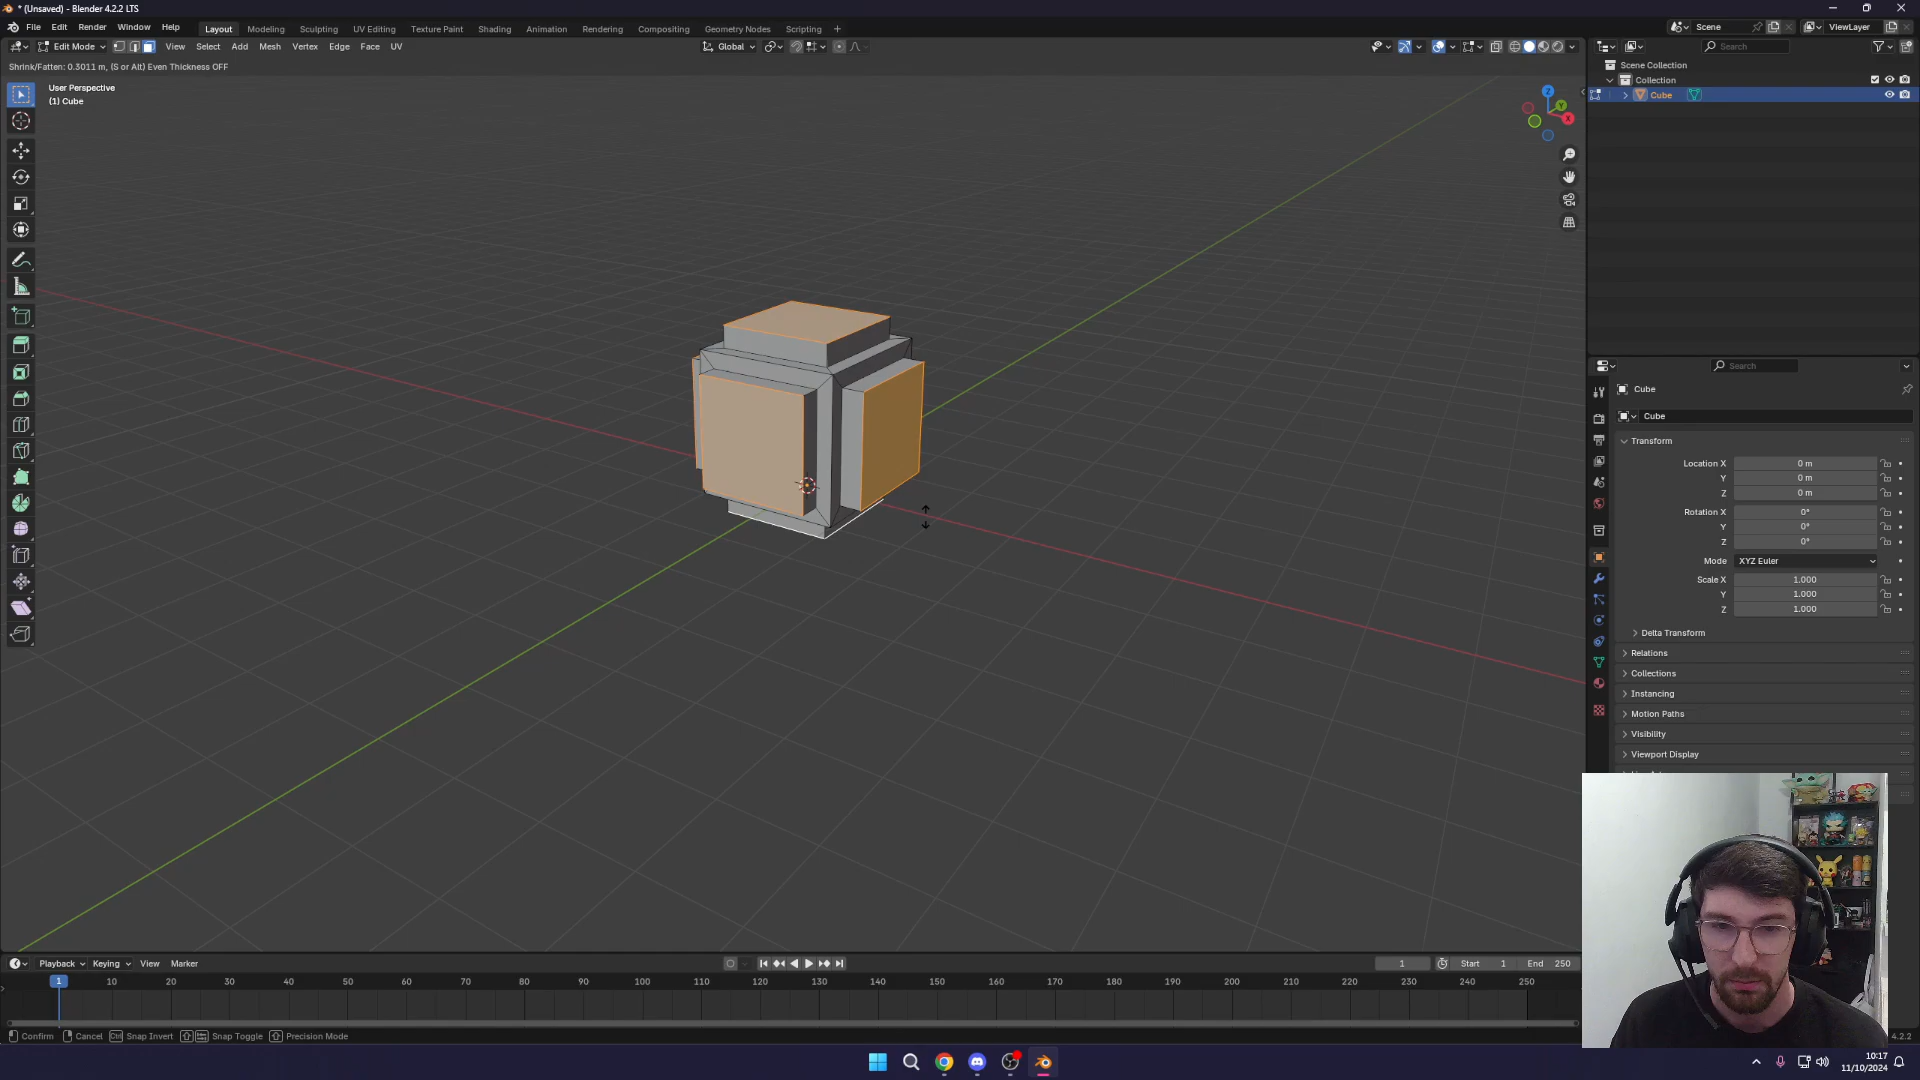 * (Unsaved) - Blender 4.2.2 LTS
File Edit Render Window Help
Layout Modeling Sculpting UV Editing Texture Paint Shading Animation Rendering Compositing Geometry Nodes Scripting +
Scene ViewLayer
Edit Mode View Select Add Mesh Vertex Edge Face UV
Global
Search
Shrink/Fatten: 0.3011 m, (S or Alt) Even Thickness OFF
User Perspective
(1) Cube
Z
Y
X
Scene Collection
Collection
Cube
Search
Cube
Cube
Transform
Location X 0 m
Y 0 m
Z 0 m
Rotation X 0°
Y 0°
Z 0°
Mode XYZ Euler
Scale X 1.000
Y 1.000
Z 1.000
Delta Transform
Relations
Collections
Instancing
Motion Paths
Visibility
Viewport Display
Playback Keying View Marker
1 Start 1 End 250
1 10 20 30 40 50 60 70 80 90 100 110 120 130 140 150 160 170 180 190 200 210 220 230 240 250
Confirm Cancel Ctrl Snap Invert Snap Toggle Precision Mode
4.2.2
10:17
11/10/2024